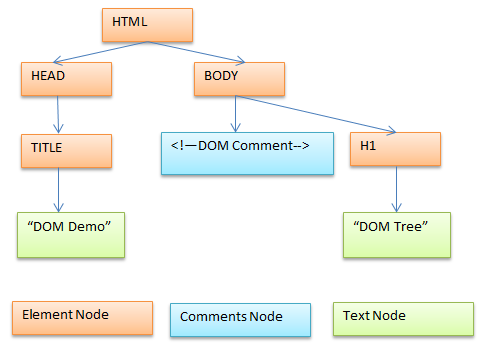 HTML
HEAD
BODY
TITLE
<!—DOM Comment-->
H1
“DOM Demo”
“DOM Tree”
Element Node
Comments Node
Text Node